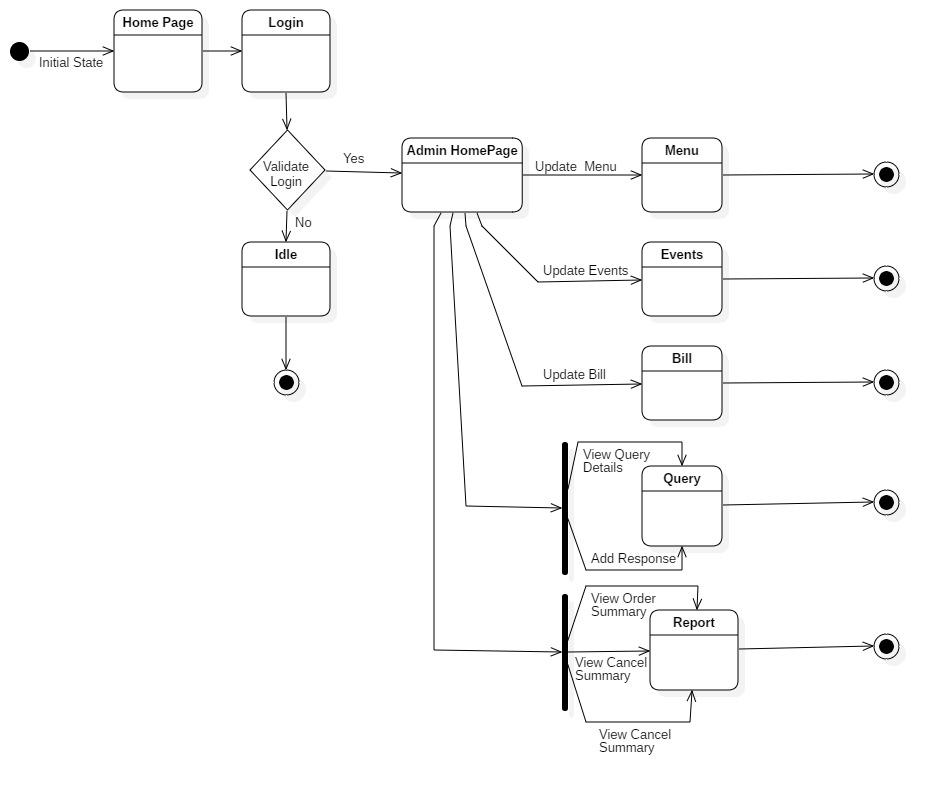 Home Page
Login
Initial State
Validate
Login
Yes
No
Idle
Admin HomePage
Update  Menu
Menu
Update Events
Events
Update Bill
Bill
View Query
Details
Query
Add Response
View Order
Summary
Report
View Cancel
Summary
View Cancel
Summary